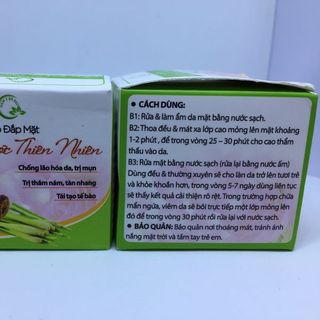 Đắp Mặt
Thiên Nhiên
Chống lão hóa da, trị mụn
Trị thâm nám, tàn nhang
Tái tạo tế bào
CÁCH DÙNG:
B1: Rửa & làm ẩm da mặt bằng nước sạch.
B2: Thoa đều & mát xa lớp cao mỏng lên mặt khoảng
1-2 phút , để trong vòng 25 – 30 phút cho cao thẩm
thấu vào da.
B3: Rửa mặt bằng nước sạch (rửa lại bằng nước ấm)
Dùng đều & thường xuyên sẽ cho làn da trở lên tươi trẻ
và khỏe khoắn hơn, trong vòng 5-7 ngày dùng liên tục
sẽ thấy kết quả cải thiện rõ rệt. Trong trường hợp chữa
mẩn ngứa, viêm da sẽ bôi trực tiếp một lớp mỏng lên
đó để trong vòng 30 phút rồi rửa lại với nước sạch.
BẢO QUẢN: Bảo quản nơi thoáng mát, tránh ánh
nắng mặt trời và tầm tay trẻ em.